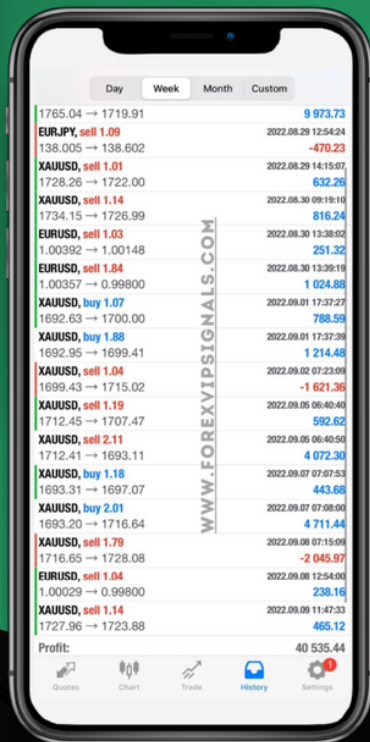 Day Week Month Custom
1765.04 → 1719.91 9 973.73
EURJPY, sell 1.09 2022.08.29 12:54:24
138.005 → 138.602 -470.23
XAUUSD, sell 1.01 2022.08.29 14:15:07
1728.26 → 1722.00 632.26
XAUUSD, sell 1.14 2022.08.30 09:19:10
1734.15 → 1726.99 816.24
EURUSD, sell 1.03 2022.08.30 13:38:02
1.00392 → 1.00148 251.32
EURUSD, sell 1.84 2022.08.30 13:39:19
1.00357 → 0.99800 1 024.88
XAUUSD, buy 1.07 2022.09.01 17:37:27
1692.63 → 1700.00 788.59
XAUUSD, buy 1.88 2022.09.01 17:37:39
1692.95 → 1699.41 1 214.48
XAUUSD, sell 1.04 2022.09.02 07:23:09
1699.43 → 1715.02 -1 621.36
XAUUSD, sell 1.19 2022.09.05 06:40:40
1712.45 → 1707.47 592.62
XAUUSD, sell 2.11 2022.09.05 06:40:50
1712.41 → 1693.11 4 072.30
XAUUSD, buy 1.18 2022.09.07 07:07:53
1693.31 → 1697.07 443.68
XAUUSD, buy 2.01 2022.09.07 07:08:00
1693.20 → 1716.64 4 711.44
XAUUSD, sell 1.79 2022.09.08 07:15:09
1716.65 → 1728.08 -2 045.97
EURUSD, sell 1.04 2022.09.08 12:54:00
1.00029 → 0.99800 238.16
XAUUSD, sell 1.14 2022.09.09 11:47:33
1727.96 → 1723.88 465.12
Profit: 40 535.44
Quotes Chart Trade History Settings
1
WWW.FOREXVIPSIGNALS.COM